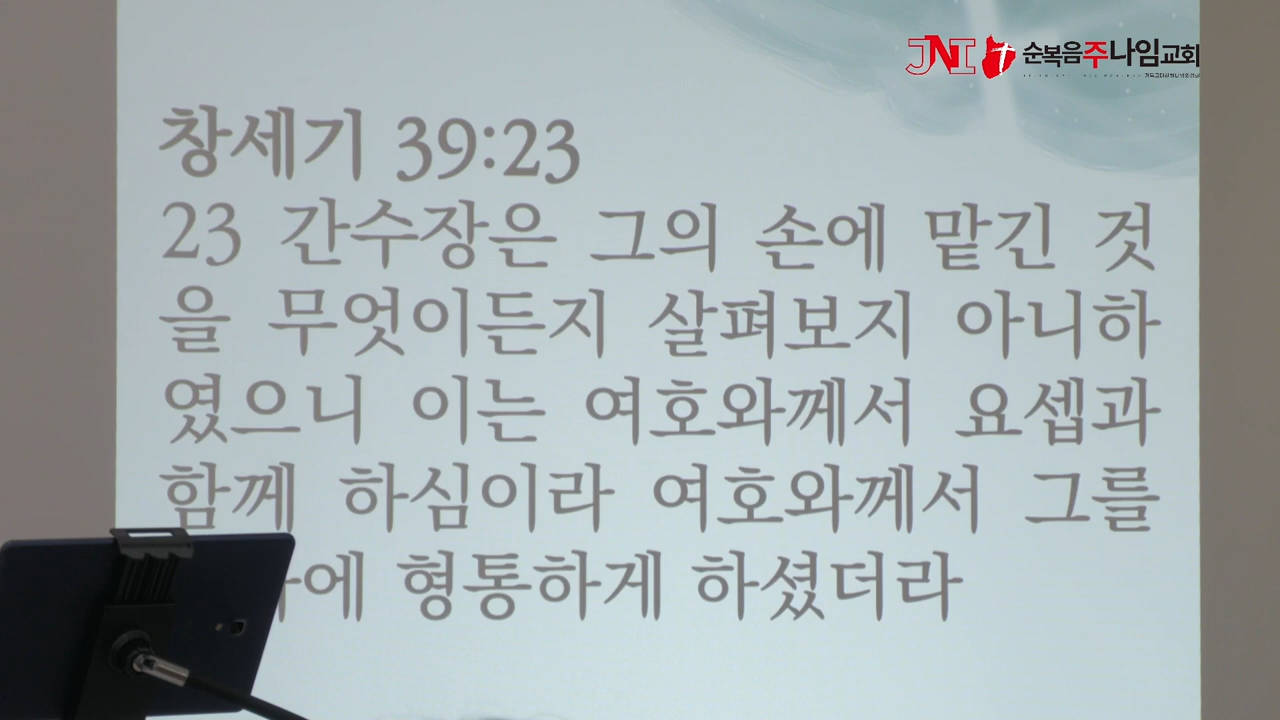 JNI 순복음주나임교회
창세기 39:23
23 간수장은 그의 손에 맡긴 것
을 무엇이든지 살펴보지 아니하
였으니 이는 여호와께서 요셉과
함께 하심이라 여호와께서 그를
형통하게 하셨더라